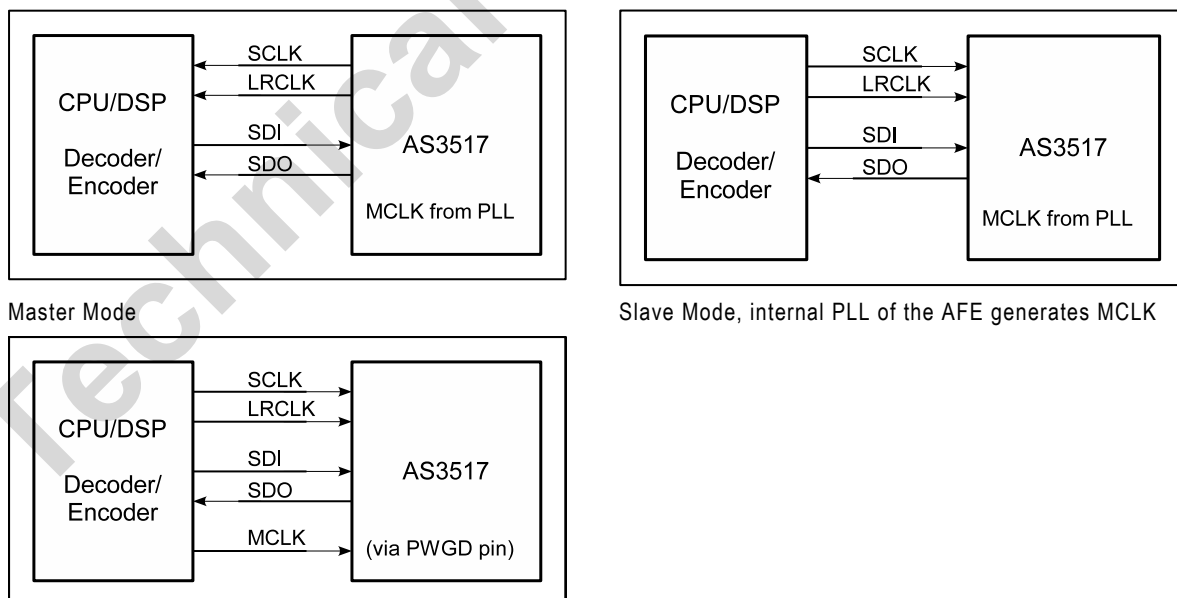 SCLK
LRCLK
CPU/DSP
SDI
AS3517
Decoder/
SDO
Encoder
MCLK from PLL
Master Mode
SCLK
LRCLK
CPU/DSP
SDI
AS3517
Decoder/
SDO
Encoder
MCLK from PLL
Slave Mode, internal PLL of the AFE generates MCLK
SCLK
LRCLK
CPU/DSP
SDI
AS3517
Decoder/
SDO
Encoder
MCLK
(via PWGD pin)
Technical